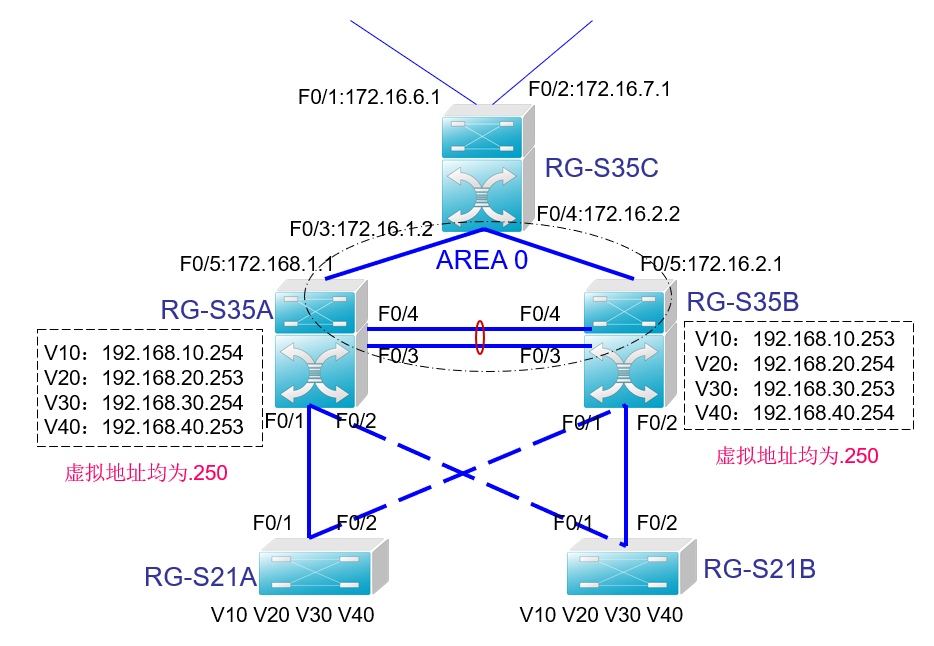 F0/1:172.16.6.1
F0/2:172.16.7.1
RG-S35C
F0/3:172.16.1.2
F0/4:172.16.2.2
AREA 0
F0/5:172.168.1.1
F0/5:172.16.2.1
RG-S35A
RG-S35B
F0/4
F0/4
F0/3
F0/3
V10：192.168.10.254
V20：192.168.20.253
V30：192.168.30.254
V40：192.168.40.253
V10：192.168.10.253
V20：192.168.20.254
V30：192.168.30.253
V40：192.168.40.254
F0/1
F0/2
F0/1
F0/2
虚拟地址均为.250
虚拟地址均为.250
F0/1
F0/2
F0/1
F0/2
RG-S21A
RG-S21B
V10 V20 V30 V40
V10 V20 V30 V40